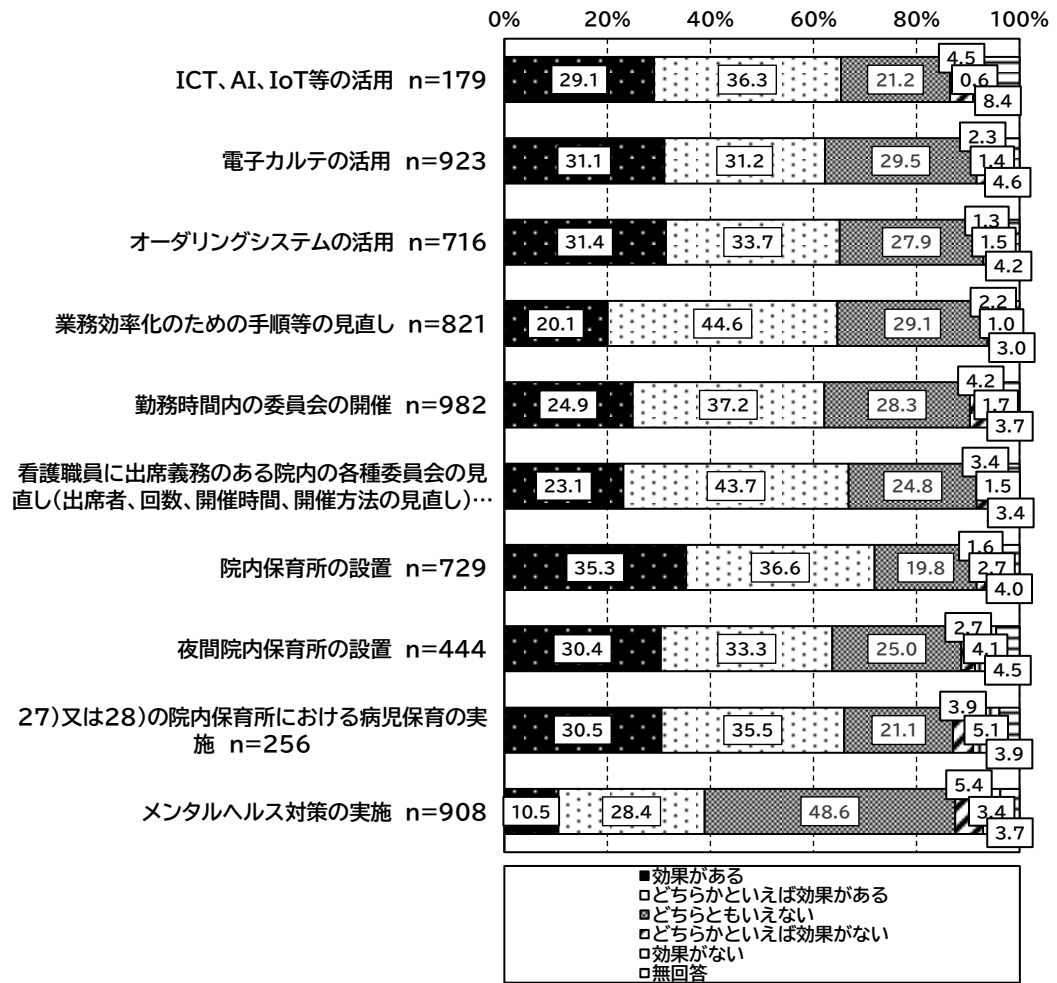 0% 20% 40% 60% 80% 100%
ICT、AI、IoT等の活用 n=179 29.1 36.3 21.2 4.5 0.6 8.4
電子カルテの活用 n=923 31.1 31.2 29.5 2.3 1.4 4.6
オーダリングシステムの活用 n=716 31.4 33.7 27.9 1.3 1.5 4.2
業務効率化のための手順等の見直し n=821 20.1 44.6 29.1 2.2 1.0 3.0
勤務時間内の委員会の開催 n=982 24.9 37.2 28.3 4.2 1.7 3.7
看護職員に出席義務のある院内の各種委員会の見
直し(出席者、回数、開催時間、開催方法の見直し)… 23.1 43.7 24.8 3.4 1.5 3.4
院内保育所の設置 n=729 35.3 36.6 19.8 1.6 2.7 4.0
夜間院内保育所の設置 n=444 30.4 33.3 25.0 2.7 4.1 4.5
27)又は28)の院内保育所における病児保育の実
施 n=256 30.5 35.5 21.1 3.9 5.1 3.9
メンタルヘルス対策の実施 n=908 10.5 28.4 48.6 5.4 3.4 3.7
効果がある
どちらかといえば効果がある
どちらともいえない
どちらかといえば効果がない
効果がない
無回答